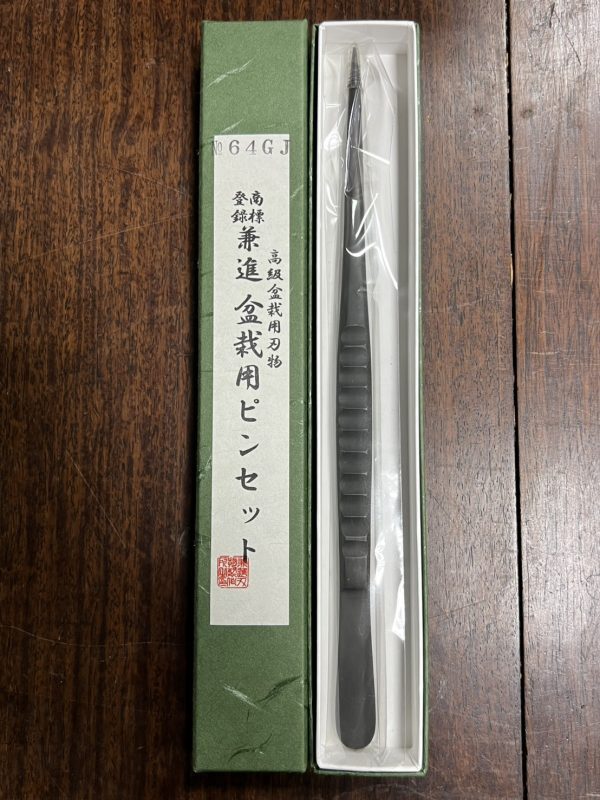 №64GJ
高級盆栽用刃物
商標
登録
兼進 盆栽用ピンセット